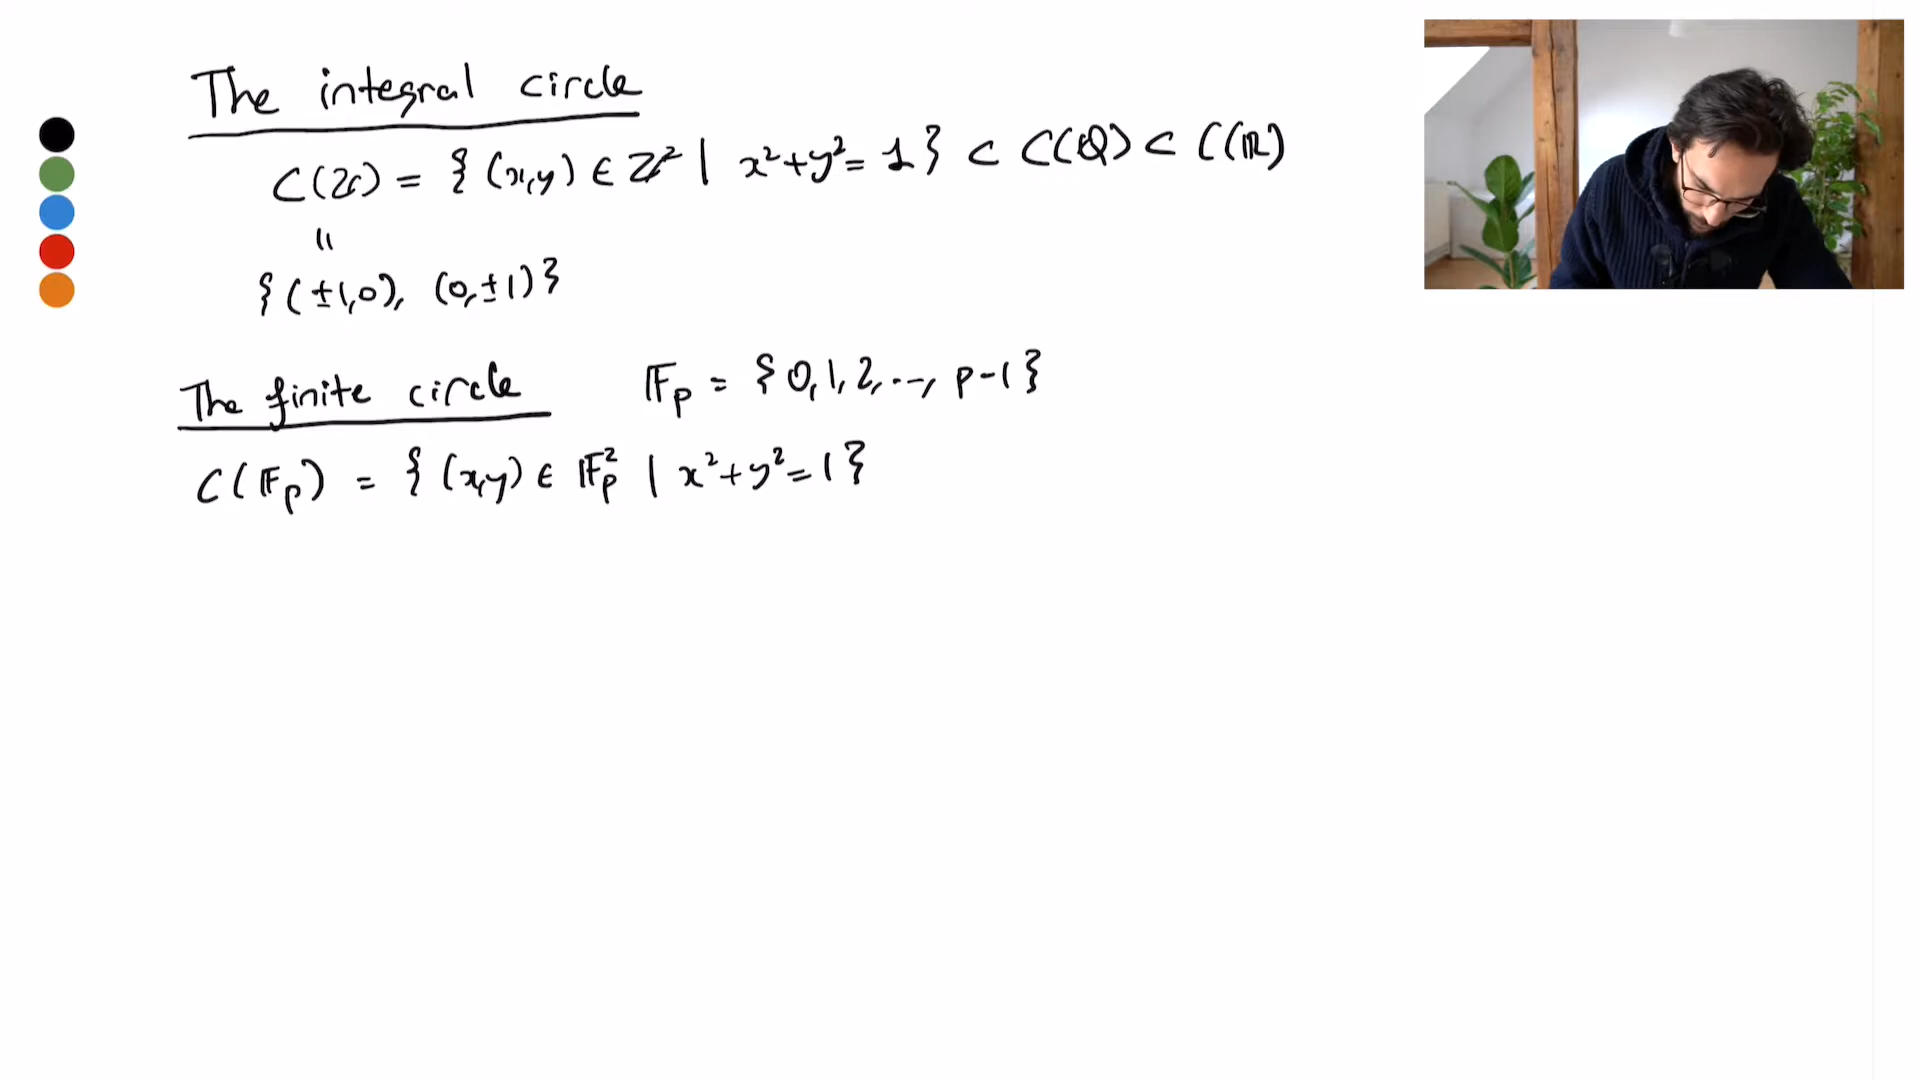 The integral circle
C(ℤ) = { (x,y) ∈ ℤ² | x²+y² = 1 } ⊂ C(ℚ) ⊂ C(ℝ)
=
{ (±1,0), (0,±1) }
The finite circle 𝔽ₚ = { 0, 1, 2, ..., p-1 }
C(𝔽ₚ) = { (x,y) ∈ 𝔽ₚ² | x²+y²=1 }